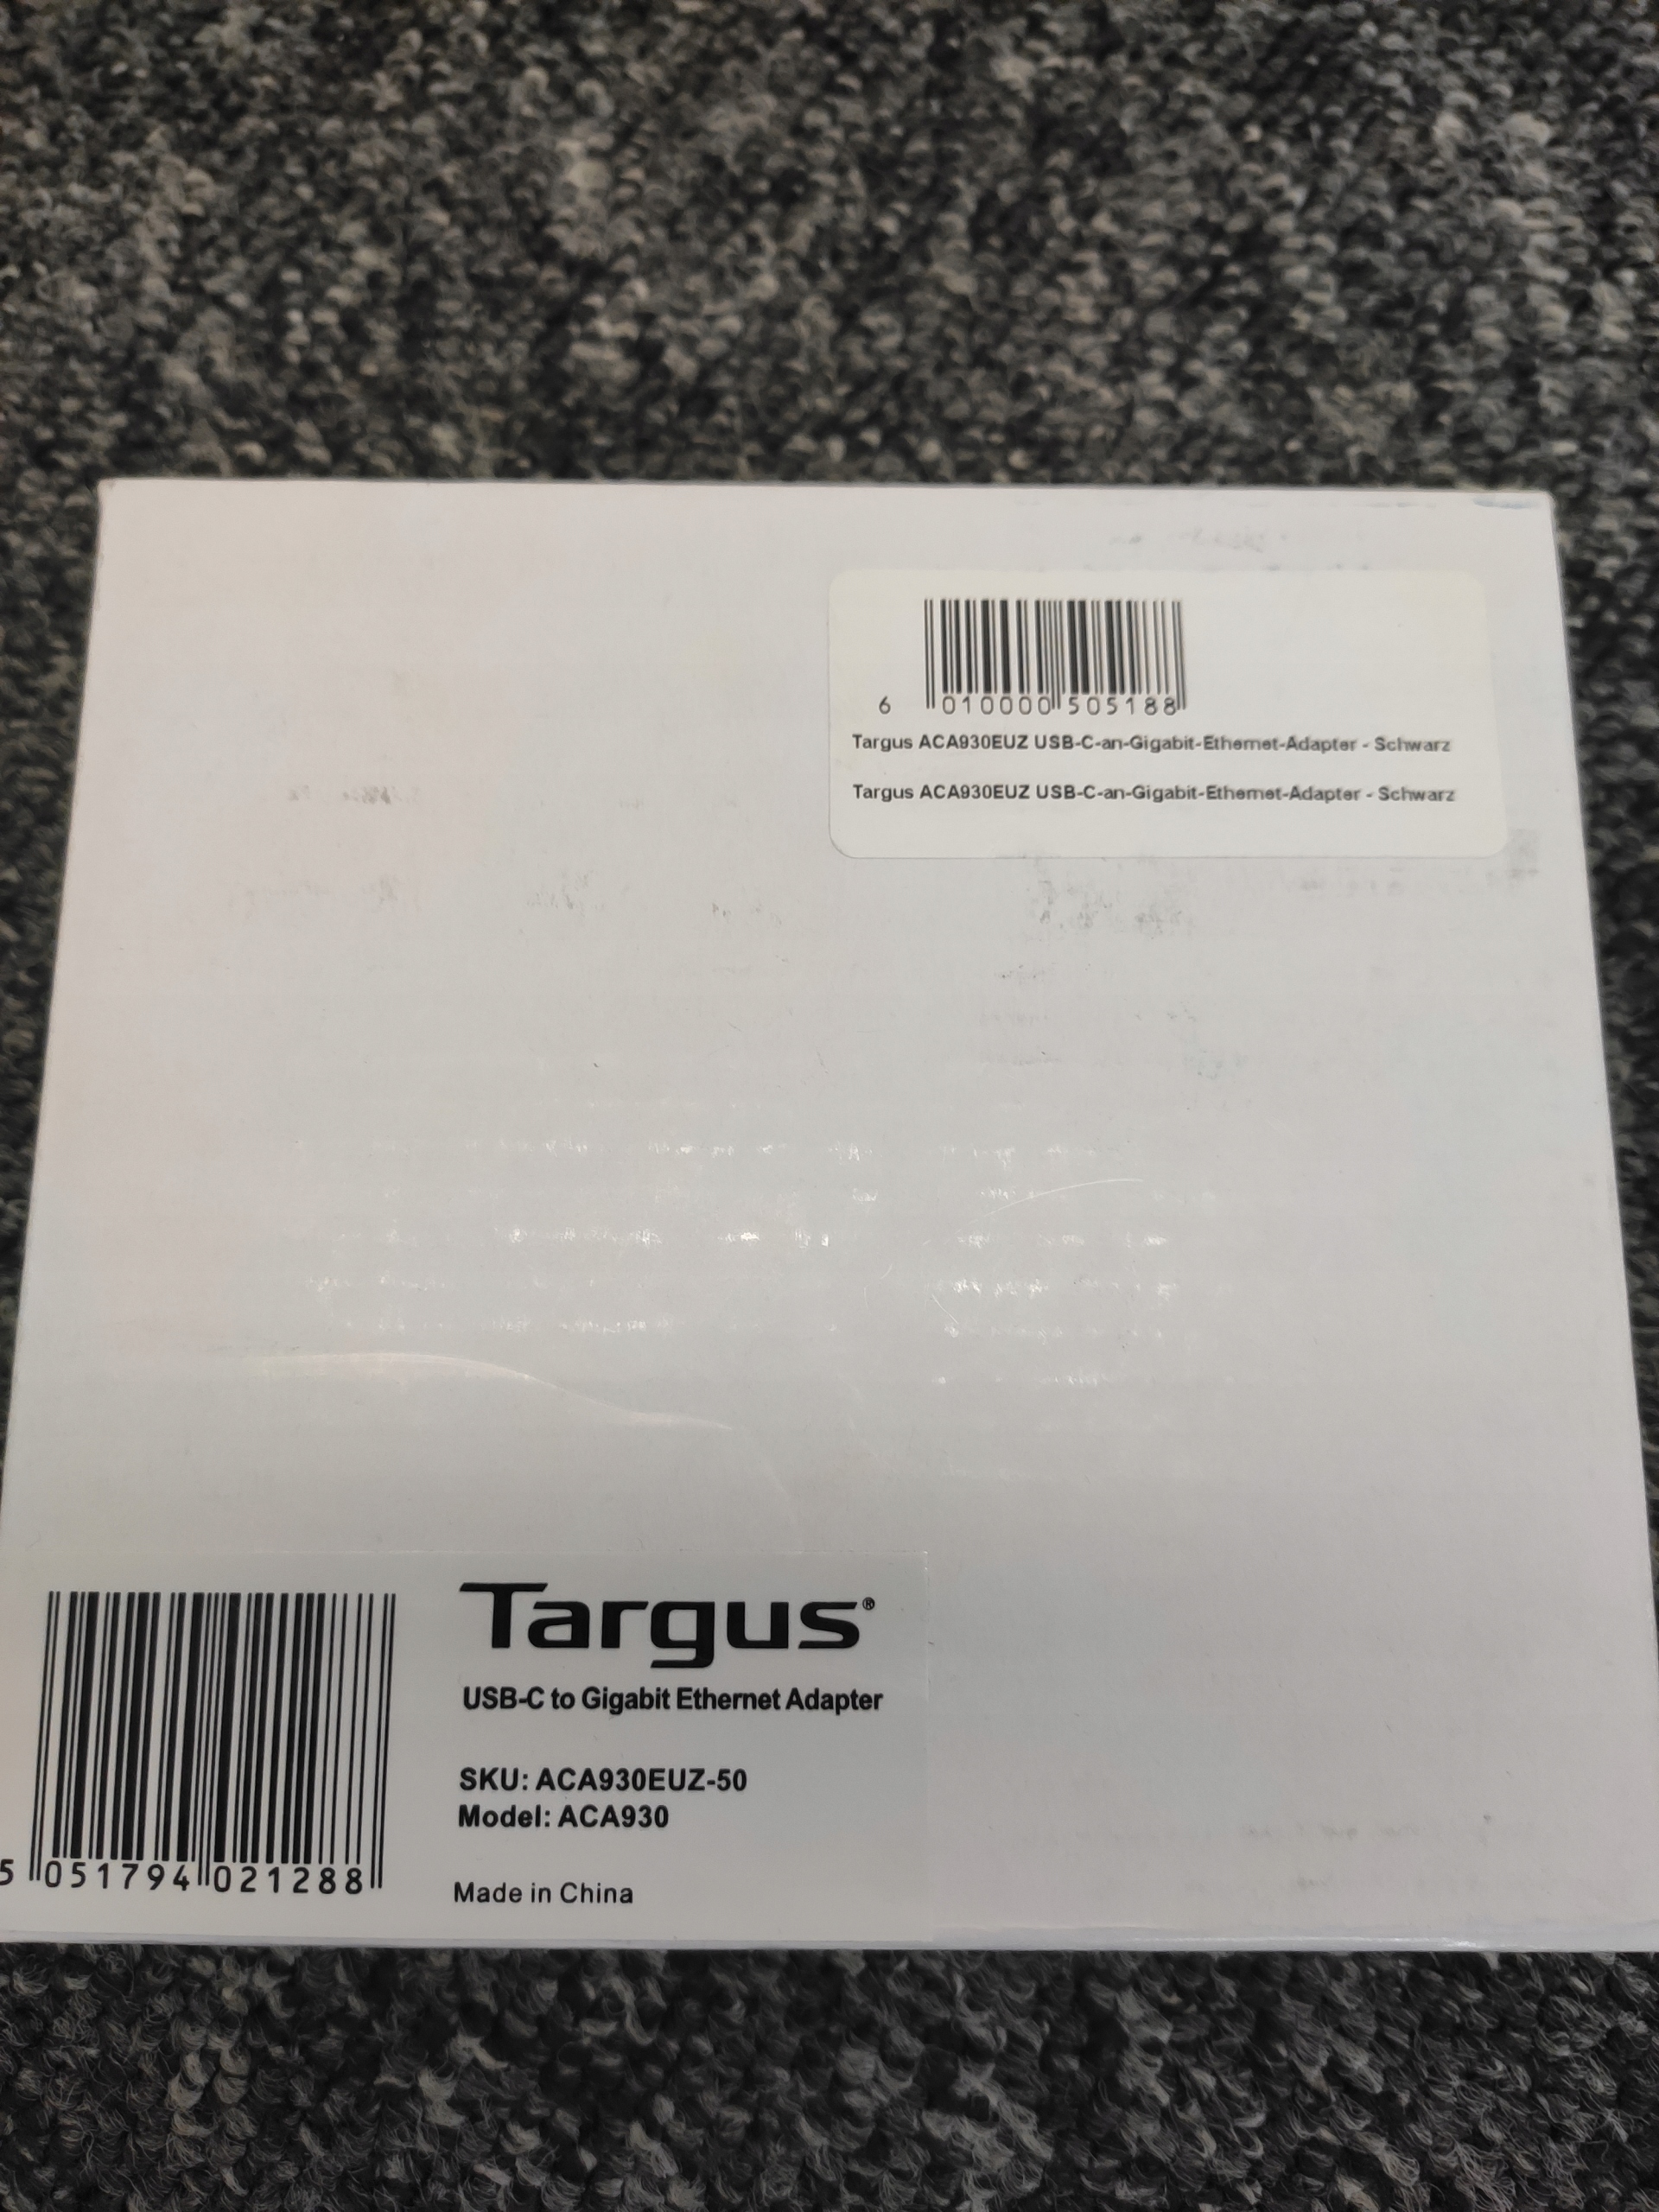 6 010000 505188
Targus ACA930EUZ USB-C-an-Gigabit-Ethernet-Adapter - Schwarz
Targus ACA930EUZ USB-C-an-Gigabit-Ethernet-Adapter - Schwarz
Targus®
USB-C to Gigabit Ethernet Adapter
SKU: ACA930EUZ-50
Model: ACA930
5 051794 021288
Made in China